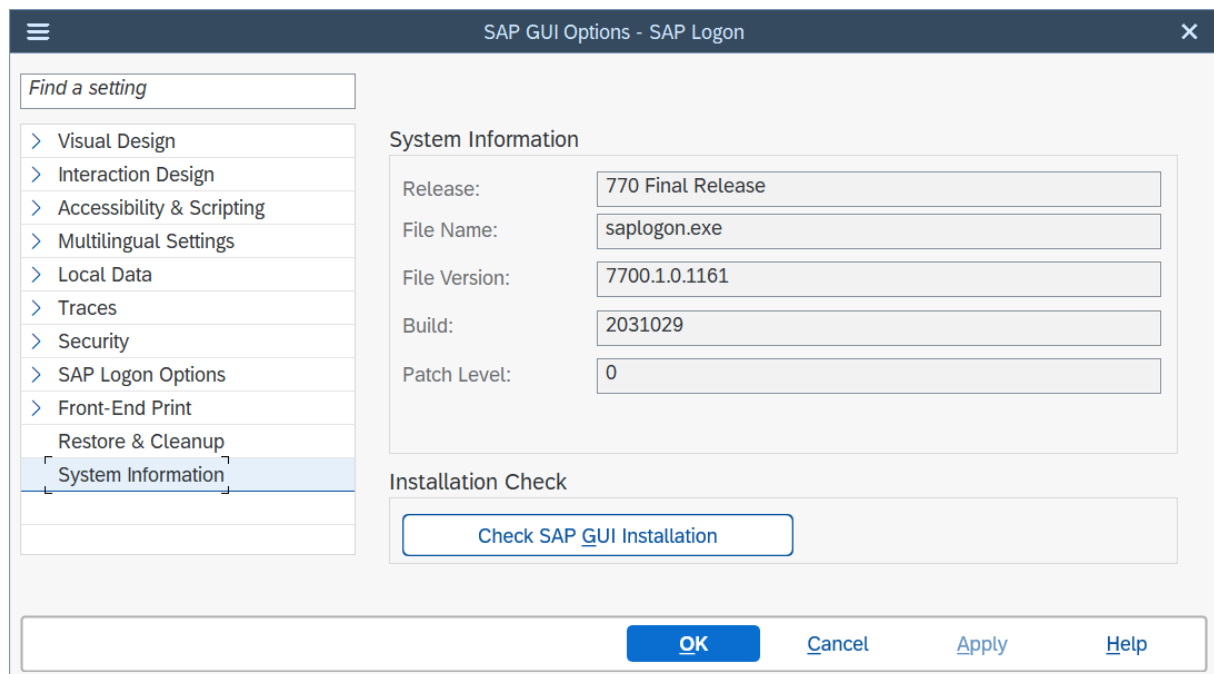 SAP GUI Options - SAP Logon
Find a setting
Visual Design
Interaction Design
Accessibility & Scripting
Multilingual Settings
Local Data
Traces
Security
SAP Logon Options
Front-End Print
Restore & Cleanup
System Information
System Information
Release: 770 Final Release
File Name: saplogon.exe
File Version: 7700.1.0.1161
Build: 2031029
Patch Level: 0
Installation Check
Check SAP GUI Installation
OK Cancel Apply Help